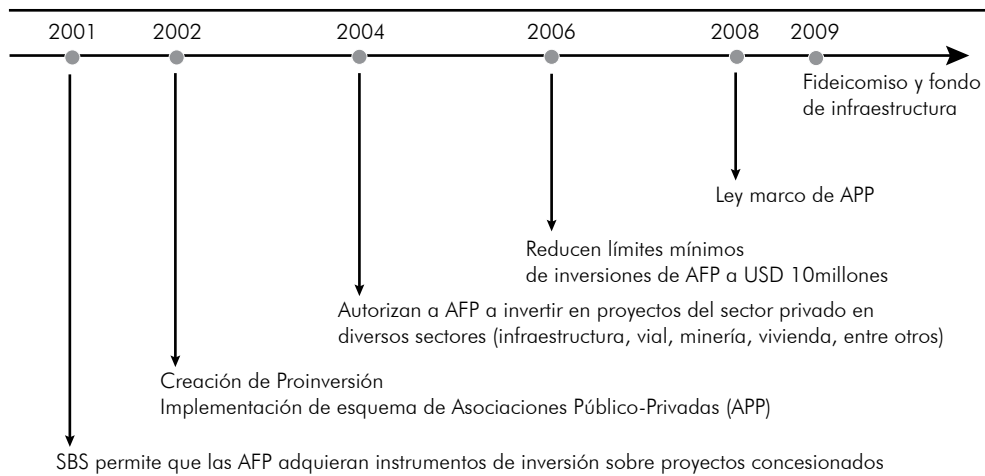 2001 2002 2004 2006 2008 2009
Fideicomiso y fondo
de infraestructura
Ley marco de APP
Reducen límites mínimos
de inversiones de AFP a USD 10millones
Autorizan a AFP a invertir en proyectos del sector privado en
diversos sectores (infraestructura, vial, minería, vivienda, entre otros)
Creación de Proinversión
Implementación de esquema de Asociaciones Público-Privadas (APP)
SBS permite que las AFP adquieran instrumentos de inversión sobre proyectos concesionados